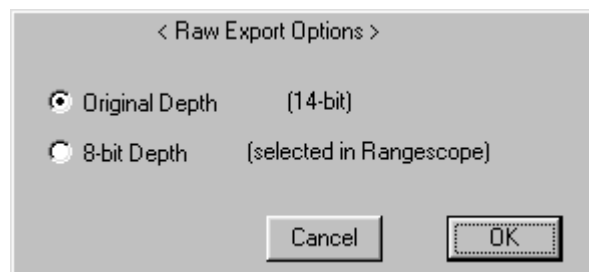 < Raw Export Options >
Original Depth (14-bit)
8-bit Depth (selected in Rangescope)
Cancel OK